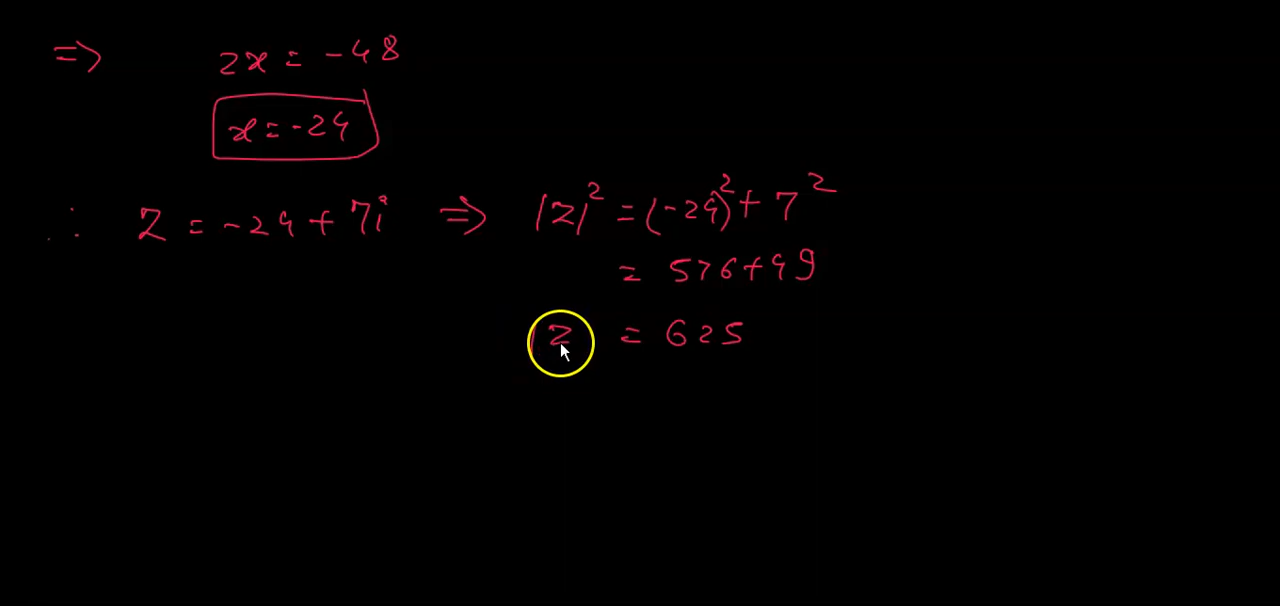 => 2x = -48
x = -24
∴ z = -24 + 7i => |z|² = (-24)² + 7²
= 576 + 49
|z = 625